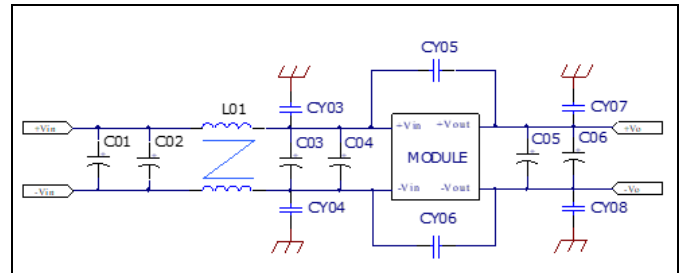 CY05
L01
CY03
CY07
+Vin
C01
C02
C03
C04
+Vin +Vout
MODULE
-Vin -Vout
C05
C06
+Vo
-Vin
CY04
CY06
CY08
-Vo